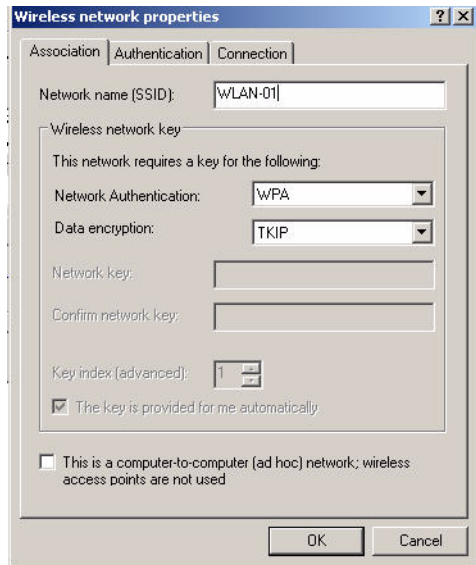 Wireless network properties
Association Authentication Connection
Network name (SSID): WLAN-01
Wireless network key
This network requires a key for the following:
Network Authentication: WPA
Data encryption: TKIP
Network key:
Confirm network key:
Key index (advanced): 1
The key is provided for me automatically
This is a computer-to-computer (ad hoc) network; wireless
access points are not used
OK Cancel